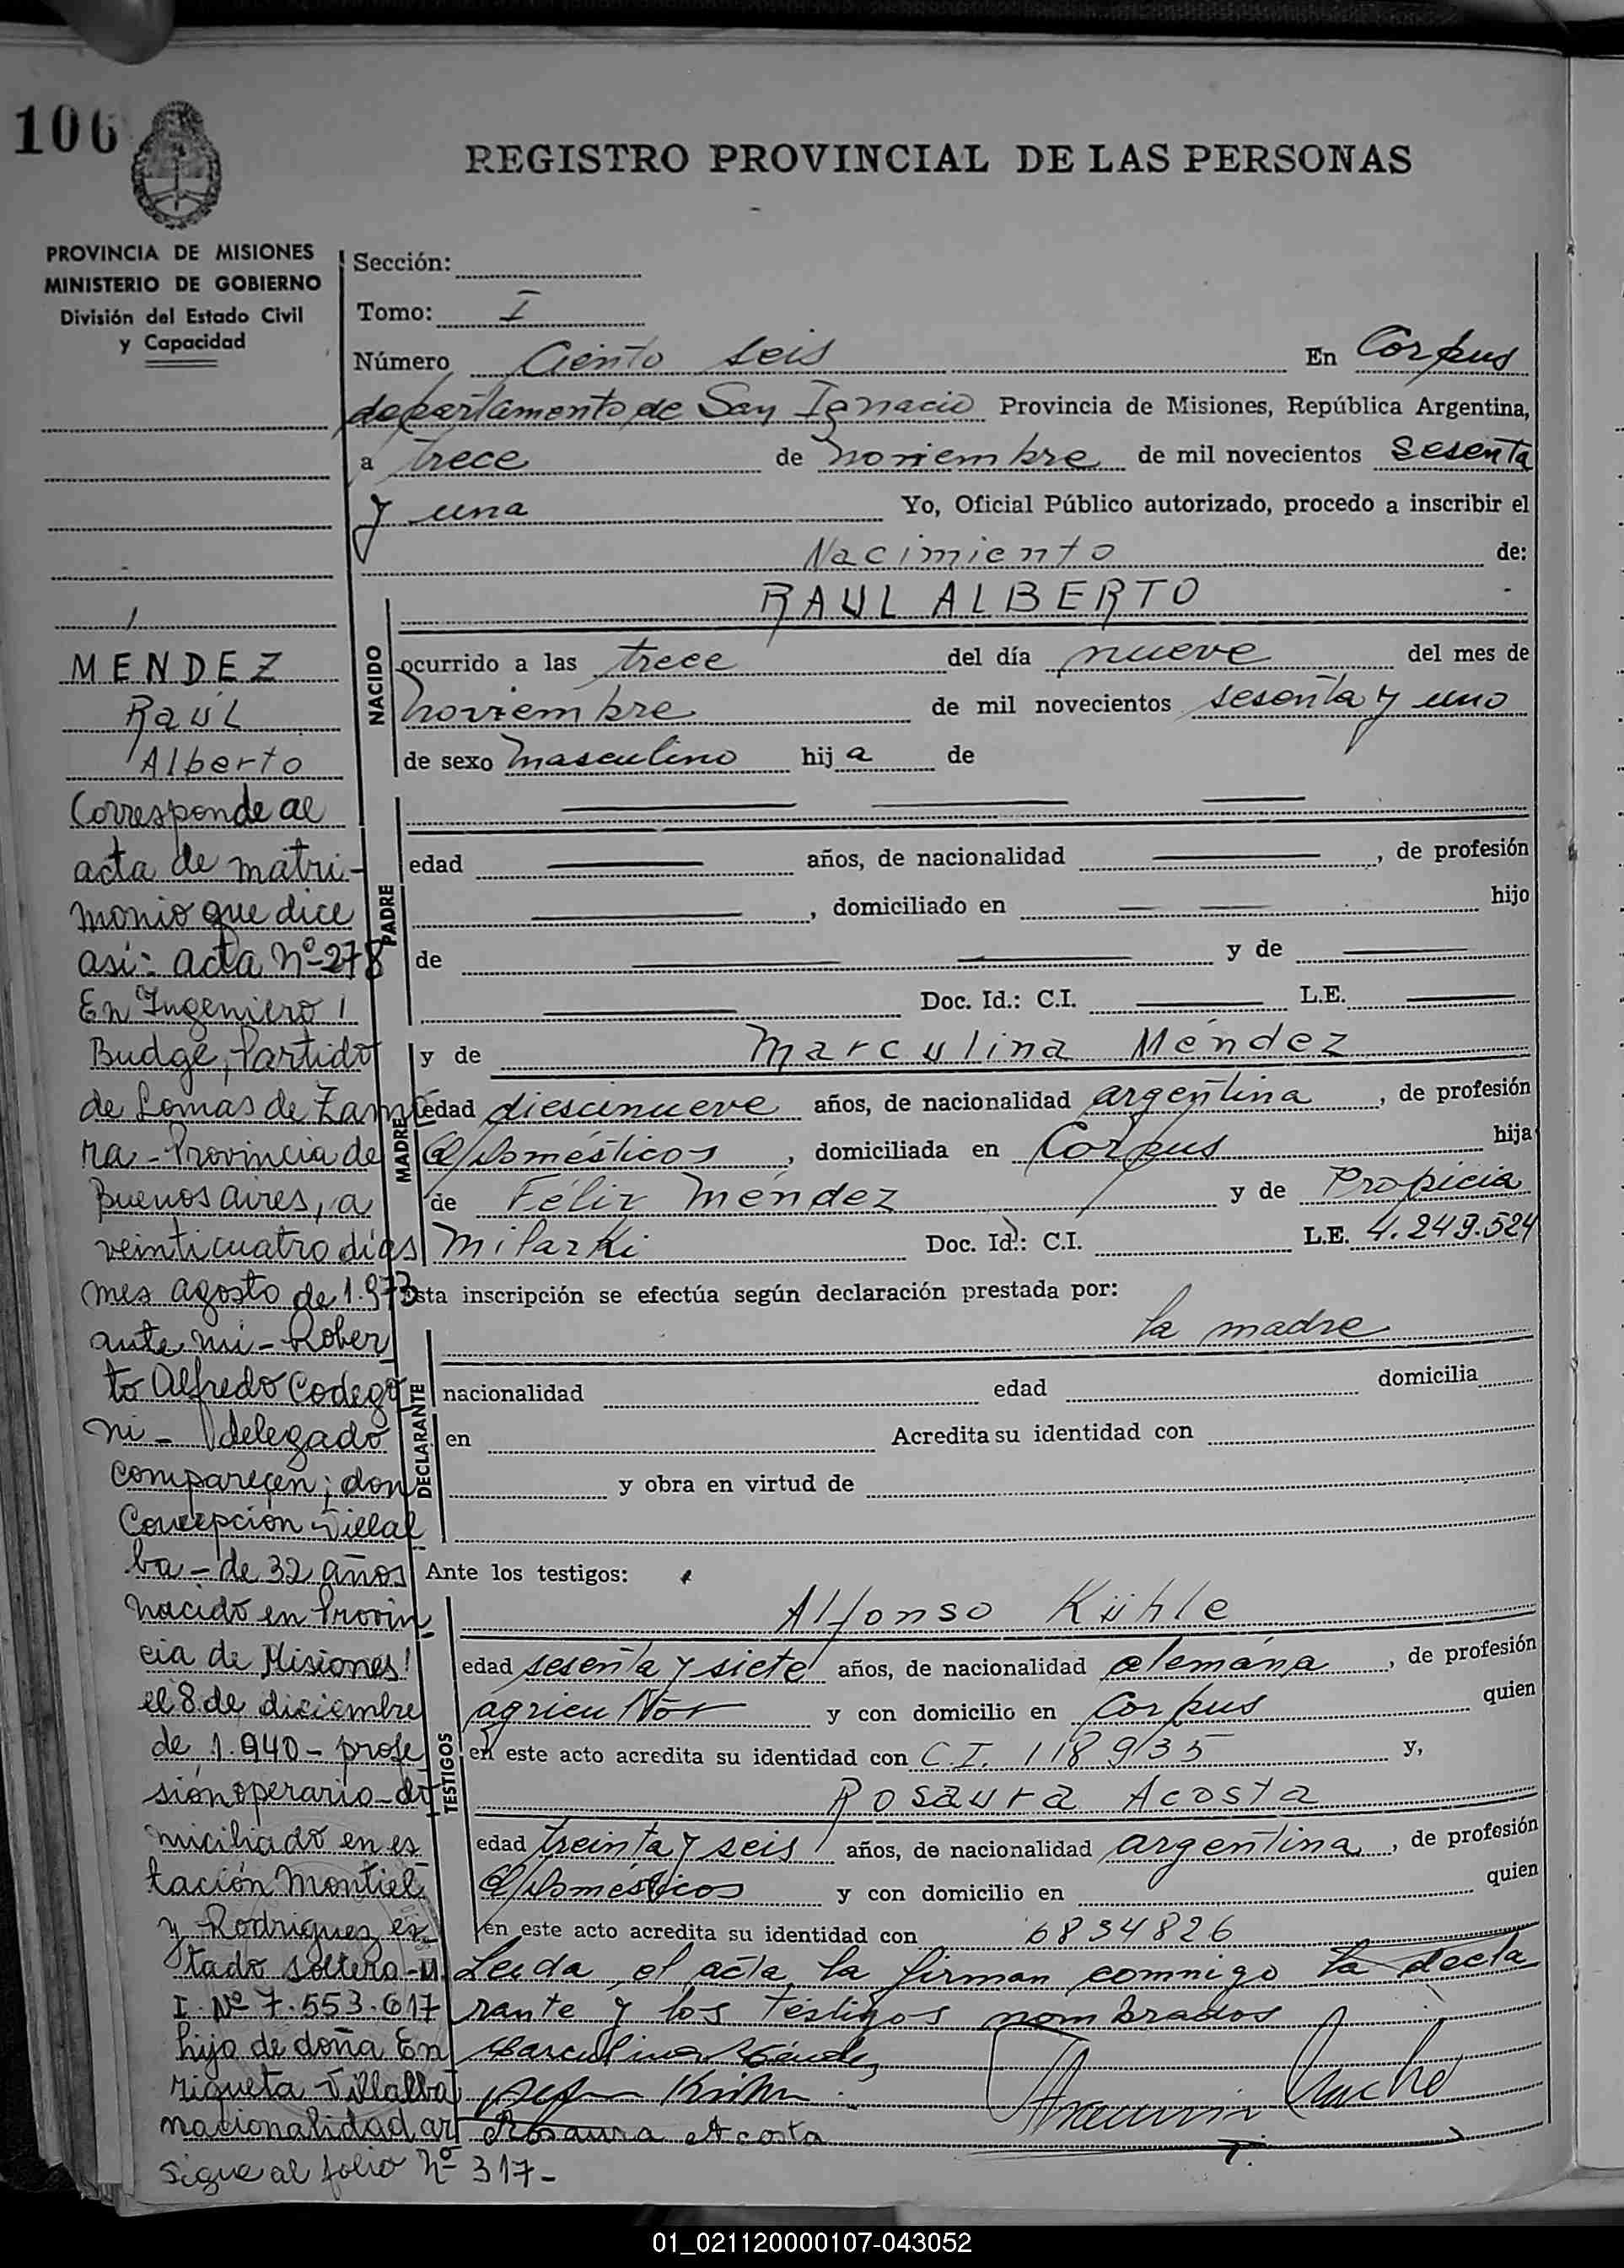 106
REGISTRO PROVINCIAL DE LAS PERSONAS
PROVINCIA DE MISIONES
MINISTERIO DE GOBIERNO
División del Estado Civil
y Capacidad
MENDEZ
Raúl
Alberto
Corresponde al
acta de matri-
monio que dice
asi: acta Nº 278
En Ingeniero
Budge, Partido
de Lomas de Zamo
ra - Provincia de
Buenos aires, a
veinticuatro días
mes agosto de 1.973
ante mi - Rober
to Alfredo Codego
ni - delegado
comparecen; don
Concepción Villal
ba - de 32 años
nacido en Provin
cia de Misiones
el 8 de diciembre
de 1.940 - profe
sión operario - do
miciliado en es
tación Montiel
y Rodriguez es
tado soltero - M.
I. Nº 7.553.617
hijo de doña En
riqueta Villalba
nacionalidad ar
sigue al folio Nº 317 -
Sección:
Tomo: I
Número Ciento seis En Corpus
departamento de San Ignacio Provincia de Misiones, República Argentina,
a trece de noviembre de mil novecientos sesenta
y una Yo, Oficial Público autorizado, procedo a inscribir el
Nacimiento de:
NACIDO
RAUL ALBERTO
ocurrido a las trece del día nueve del mes de
noviembre de mil novecientos sesenta y uno
de sexo masculino hij a de
PADRE
edad años, de nacionalidad , de profesión
, domiciliado en hijo
de y de
Doc. Id.: C.I. L.E.
MADRE
y de Marculina Méndez
edad diescinueve años, de nacionalidad argentina , de profesión
Q/Domésticos , domiciliada en Corpus hija
de Féliz Méndez y de Propicia
Milarki Doc. Id.: C.I. L.E. 4.249.524
Esta inscripción se efectúa según declaración prestada por:
DECLARANTE
la madre
nacionalidad edad domicilia
en Acredita su identidad con
y obra en virtud de
Ante los testigos:
TESTIGOS
Alfonso Kühle
edad sesenta y siete años, de nacionalidad alemana , de profesión
agricultor y con domicilio en Corpus quien
en este acto acredita su identidad con C.I. 118935 y,
Rosaura Acosta
edad treinta y seis años, de nacionalidad argentina , de profesión
Q/Domésticos y con domicilio en quien
en este acto acredita su identidad con 6834826
Leida el acta, la firman comnigo la decla
rante y los testigos nombrados
Marculina Méndez
Rosaura Acosta
01_021120000107-043052